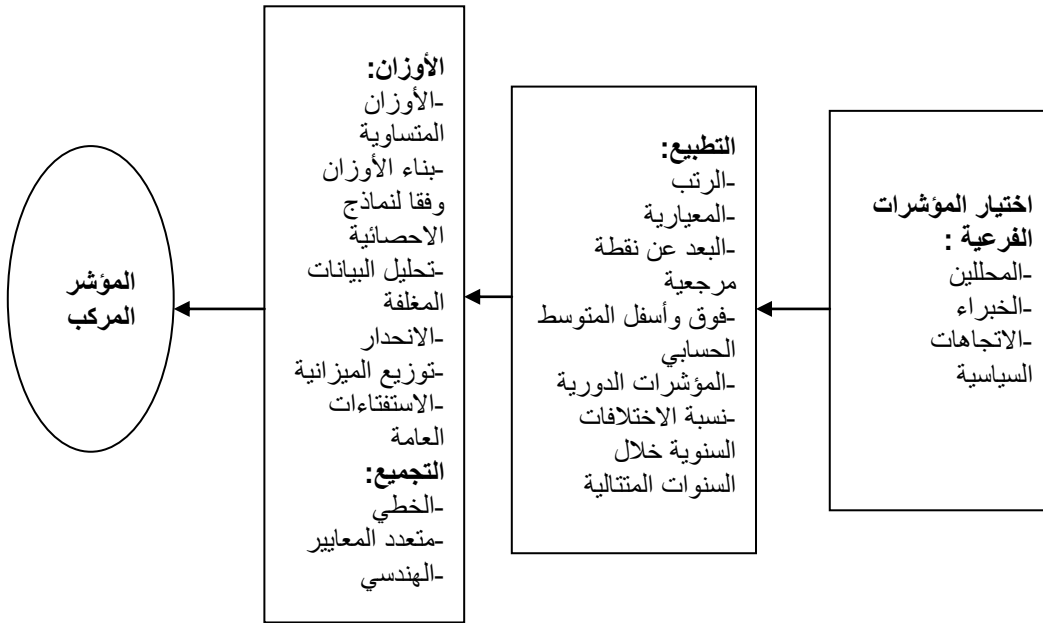 اختيار المؤشرات
الفرعية :
-المحللين
-الخبراء
-الاتجاهات
السياسية
التطبيع:
-الرتب
-المعيارية
-البعد عن نقطة
مرجعية
-فوق وأسفل المتوسط
الحسابي
-المؤشرات الدورية
-نسبة الاختلافات
السنوية خلال
السنوات المتتالية
الأوزان:
-الأوزان
المتساوية
-بناء الأوزان
وفقا لنماذج
الاحصائية
-تحليل البيانات
المغلفة
-الانحدار
-توزيع الميزانية
-الاستفتاءات
العامة
التجميع:
-الخطي
-متعدد المعايير
-الهندسي
المؤشر
المركب